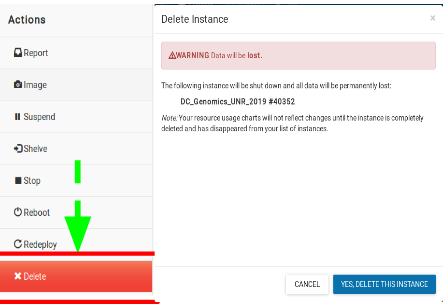 Actions
Report
Image
Suspend
Shelve
Stop
Reboot
Redeploy
Delete
Delete Instance
×
WARNING Data will be lost.
The following instance will be shut down and all data will be permanently lost:
DC_Genomics_UNR_2019 #40352
Note: Your resource usage charts will not reflect changes until the instance is completely
deleted and has disappeared from your list of instances.
CANCEL
YES, DELETE THIS INSTANCE